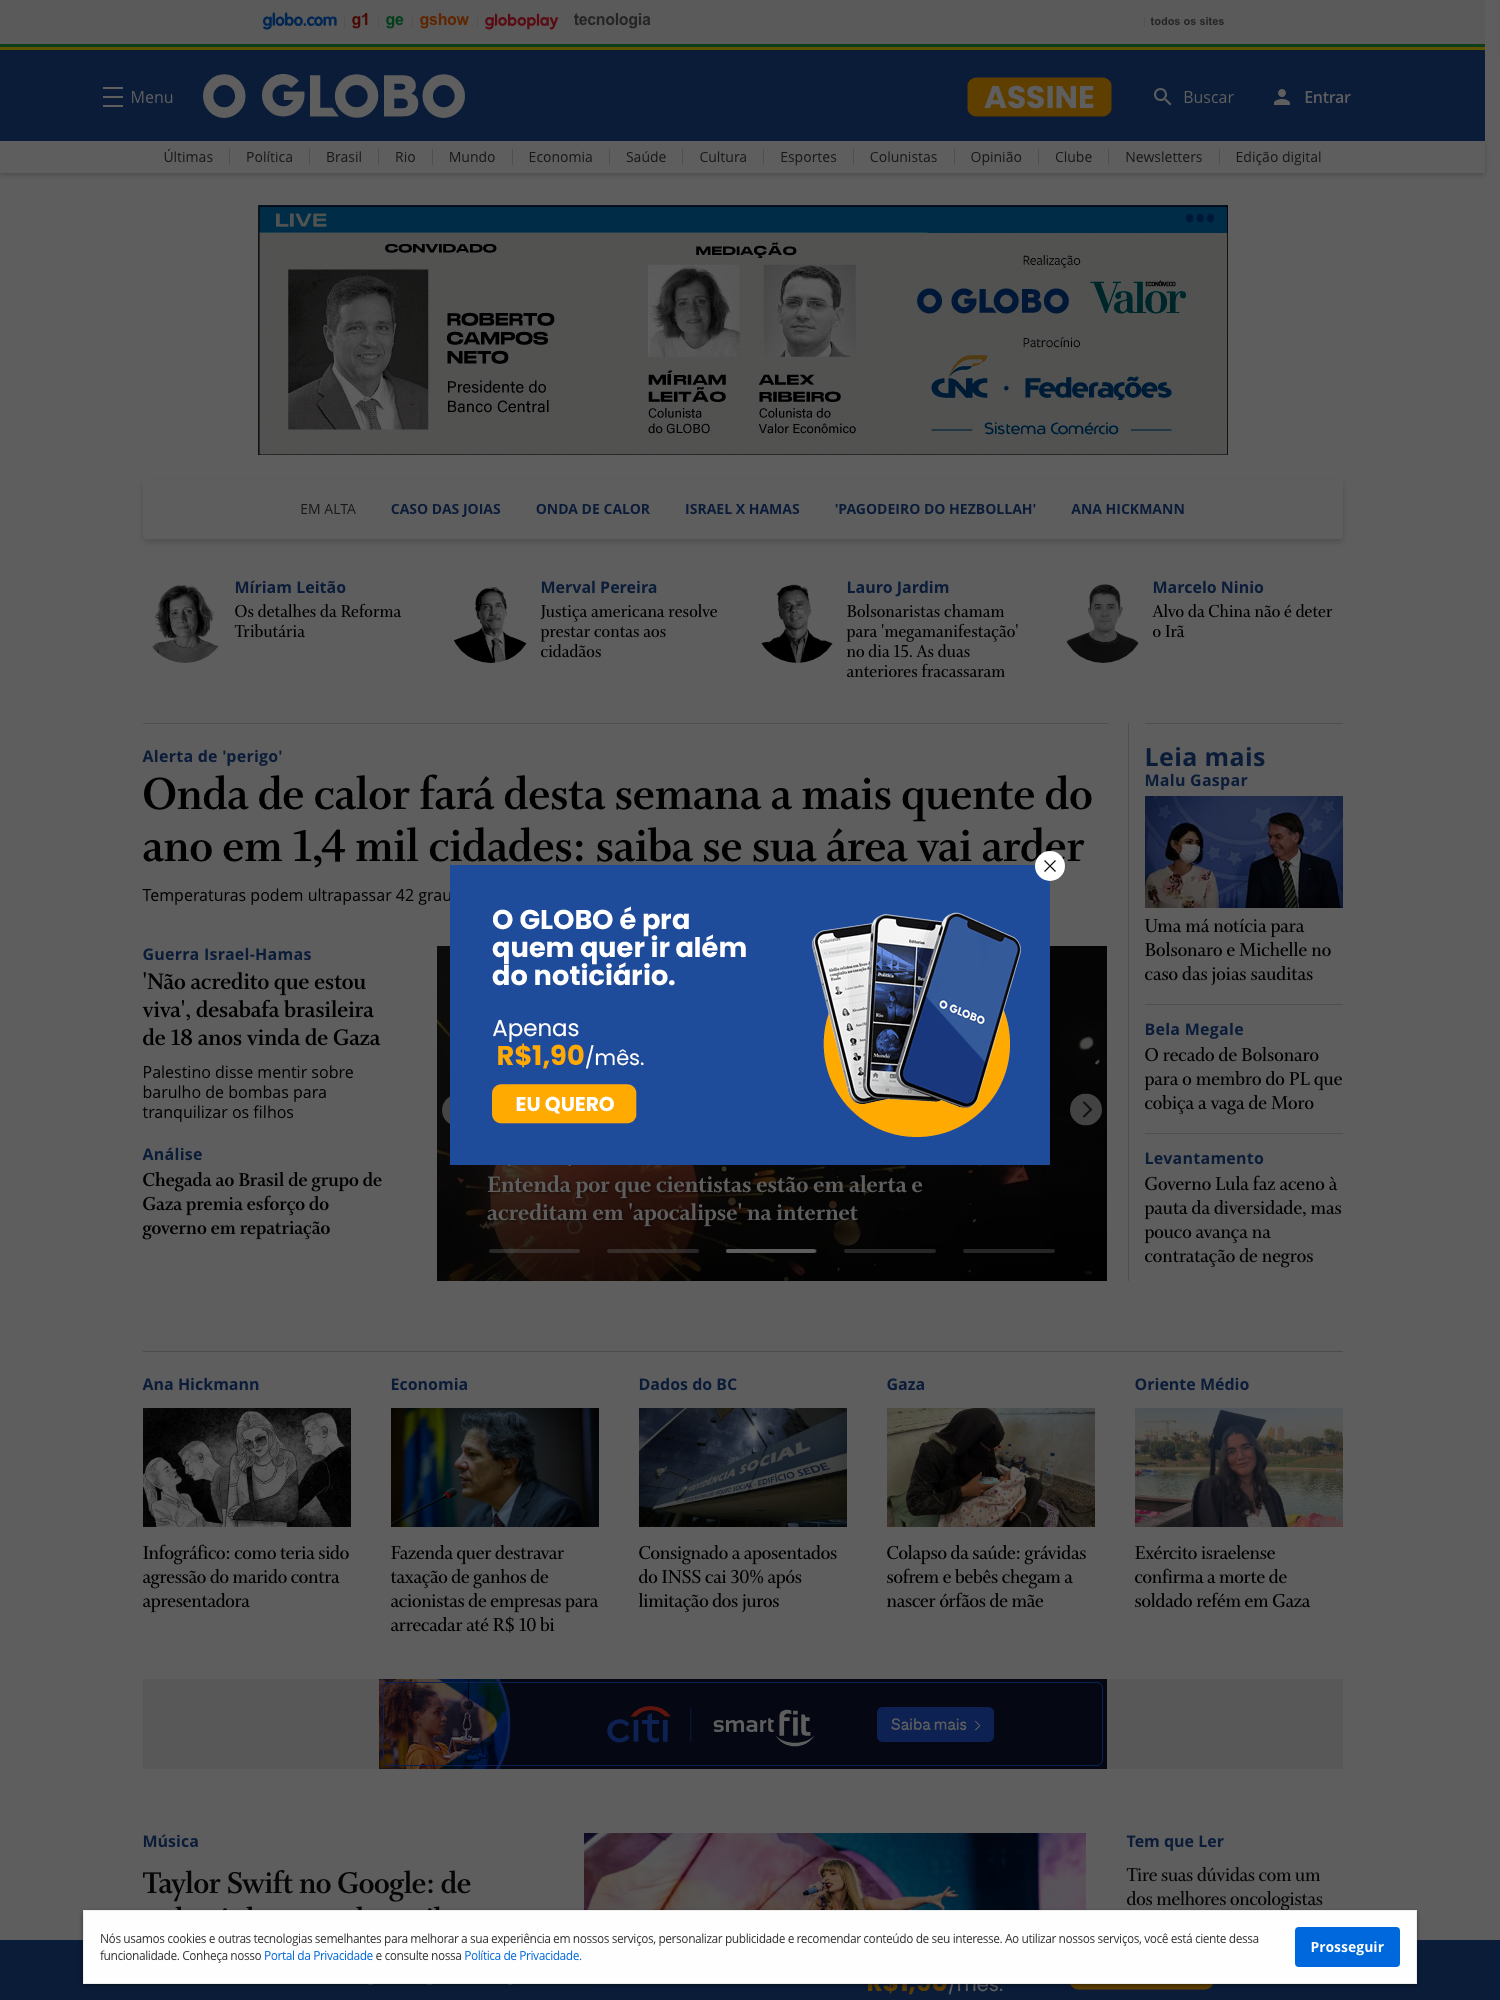 globo.com g1 ge gshow globoplay tecnologia todos os sites
Menu O GLOBO ASSINE Buscar Entrar
Últimas Política Brasil Rio Mundo Economia Saúde Cultura Esportes Colunistas Opinião Clube Newsletters Edição digital
LIVE
CONVIDADO
ROBERTO
CAMPOS
NETO
Presidente do
Banco Central
MEDIAÇÃO
MÍRIAM
LEITÃO
Colunista
do GLOBO
ALEX
RIBEIRO
Colunista do
Valor Econômico
Realização
O GLOBO Valor ECONÔMICO
Patrocínio
CNC · Federações
Sistema Comércio
EM ALTA CASO DAS JOIAS ONDA DE CALOR ISRAEL X HAMAS 'PAGODEIRO DO HEZBOLLAH' ANA HICKMANN
Míriam Leitão
Os detalhes da Reforma
Tributária
Merval Pereira
Justiça americana resolve
prestar contas aos
cidadãos
Lauro Jardim
Bolsonaristas chamam
para 'megamanifestação'
no dia 15. As duas
anteriores fracassaram
Marcelo Ninio
Alvo da China não é deter
o Irã
Alerta de 'perigo'
Onda de calor fará desta semana a mais quente do
ano em 1,4 mil cidades: saiba se sua área vai arder
Temperaturas podem ultrapassar 42 grau
Guerra Israel-Hamas
'Não acredito que estou
viva', desabafa brasileira
de 18 anos vinda de Gaza
Palestino disse mentir sobre
barulho de bombas para
tranquilizar os filhos
Análise
Chegada ao Brasil de grupo de
Gaza premia esforço do
governo em repatriação
O GLOBO é pra
quem quer ir além
do noticiário.
Apenas
R$1,90/mês.
EU QUERO
Editorias
Política
Rio
Mundo
O GLOBO
Entenda por que cientistas estão em alerta e
acreditam em 'apocalipse' na internet
Leia mais
Malu Gaspar
Uma má notícia para
Bolsonaro e Michelle no
caso das joias sauditas
Bela Megale
O recado de Bolsonaro
para o membro do PL que
cobiça a vaga de Moro
Levantamento
Governo Lula faz aceno à
pauta da diversidade, mas
pouco avança na
contratação de negros
Ana Hickmann
Infográfico: como teria sido
agressão do marido contra
apresentadora
Economia
Fazenda quer destravar
taxação de ganhos de
acionistas de empresas para
arrecadar até R$ 10 bi
Dados do BC
SOCIAL
EDIFÍCIO SEDE
Consignado a aposentados
do INSS cai 30% após
limitação dos juros
Gaza
Colapso da saúde: grávidas
sofrem e bebês chegam a
nascer órfãos de mãe
Oriente Médio
Exército israelense
confirma a morte de
soldado refém em Gaza
citi smart fit Saiba mais
Música
Taylor Swift no Google: de
Tem que Ler
Tire suas dúvidas com um
dos melhores oncologistas
Nós usamos cookies e outras tecnologias semelhantes para melhorar a sua experiência em nossos serviços, personalizar publicidade e recomendar conteúdo de seu interesse. Ao utilizar nossos serviços, você está ciente dessa
funcionalidade. Conheça nosso Portal da Privacidade e consulte nossa Política de Privacidade.
Prosseguir
R$1,90/mês.